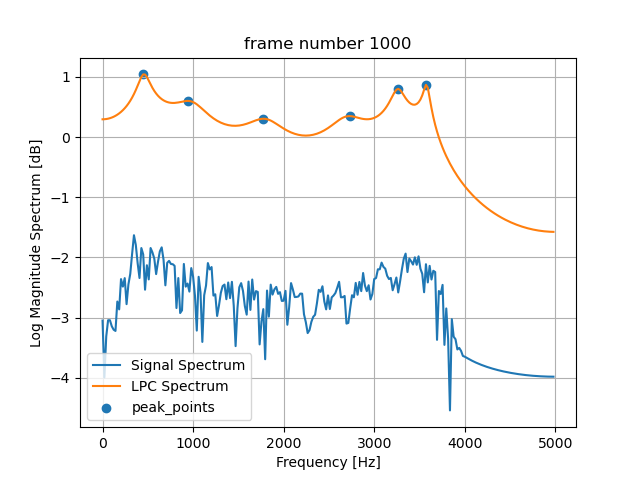 frame number 1000
Log Magnitude Spectrum [dB]
1
0
−1
−2
−3
−4
Signal Spectrum
LPC Spectrum
peak_points
0 1000 2000 3000 4000 5000
Frequency [Hz]